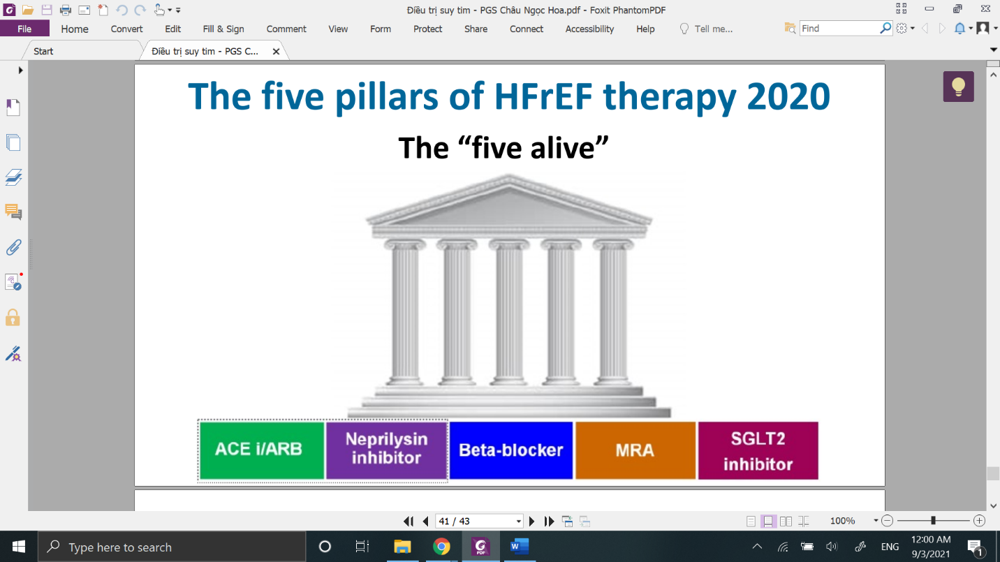 Điều trị suy tim - PGS Châu Ngọc Hoa.pdf - Foxit PhantomPDF
File Home Convert Edit Fill & Sign Comment View Form Protect Share Connect Accessibility Help Tell me... Find
Start Điều trị suy tim - PGS C...
The five pillars of HFrEF therapy 2020
The “five alive”
ACE i/ARB
Neprilysin
inhibitor
Beta-blocker
MRA
SGLT2
inhibitor
41 / 43 100%
Type here to search
PDF
W
ENG
12:00 AM
9/3/2021
1